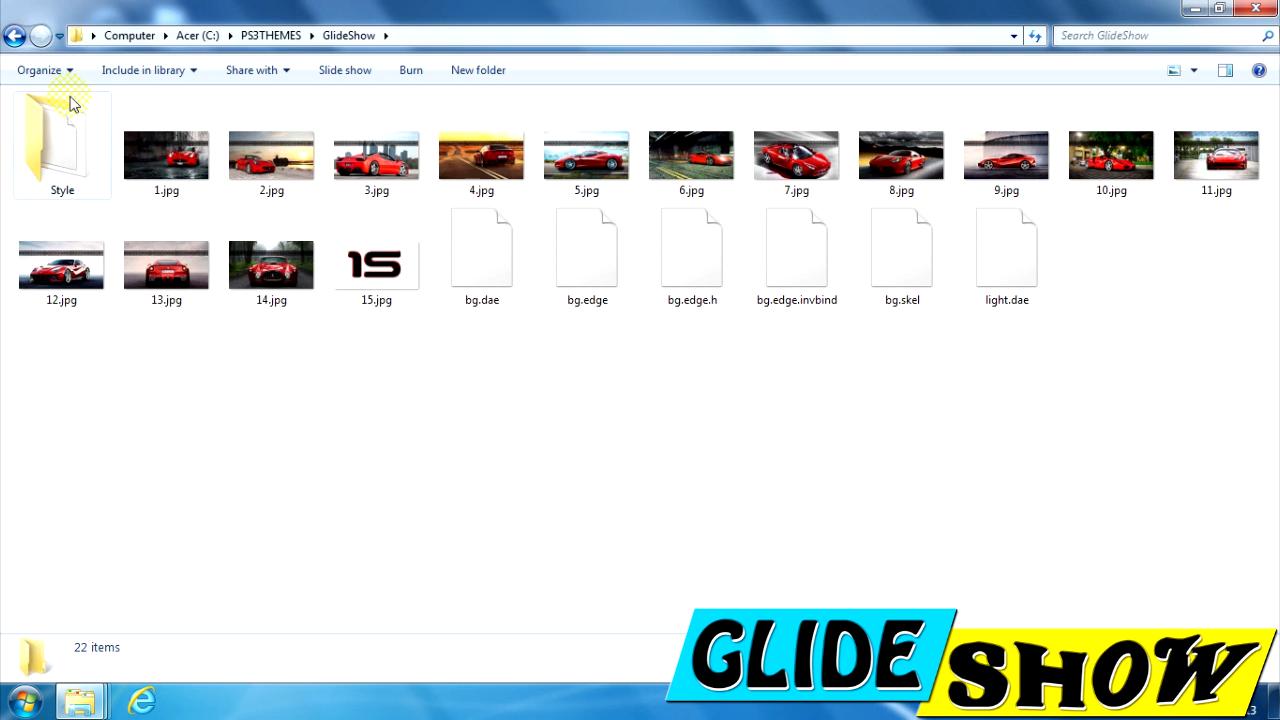 Computer Acer (C:) PS3THEMES GlideShow
Search GlideShow
Organize Include in library Share with Slide show Burn New folder
Style 1.jpg 2.jpg 3.jpg 4.jpg 5.jpg 6.jpg 7.jpg 8.jpg 9.jpg 10.jpg 11.jpg
15
12.jpg 13.jpg 14.jpg 15.jpg bg.dae bg.edge bg.edge.h bg.edge.invbind bg.skel light.dae
22 items
GLIDE
SHOW